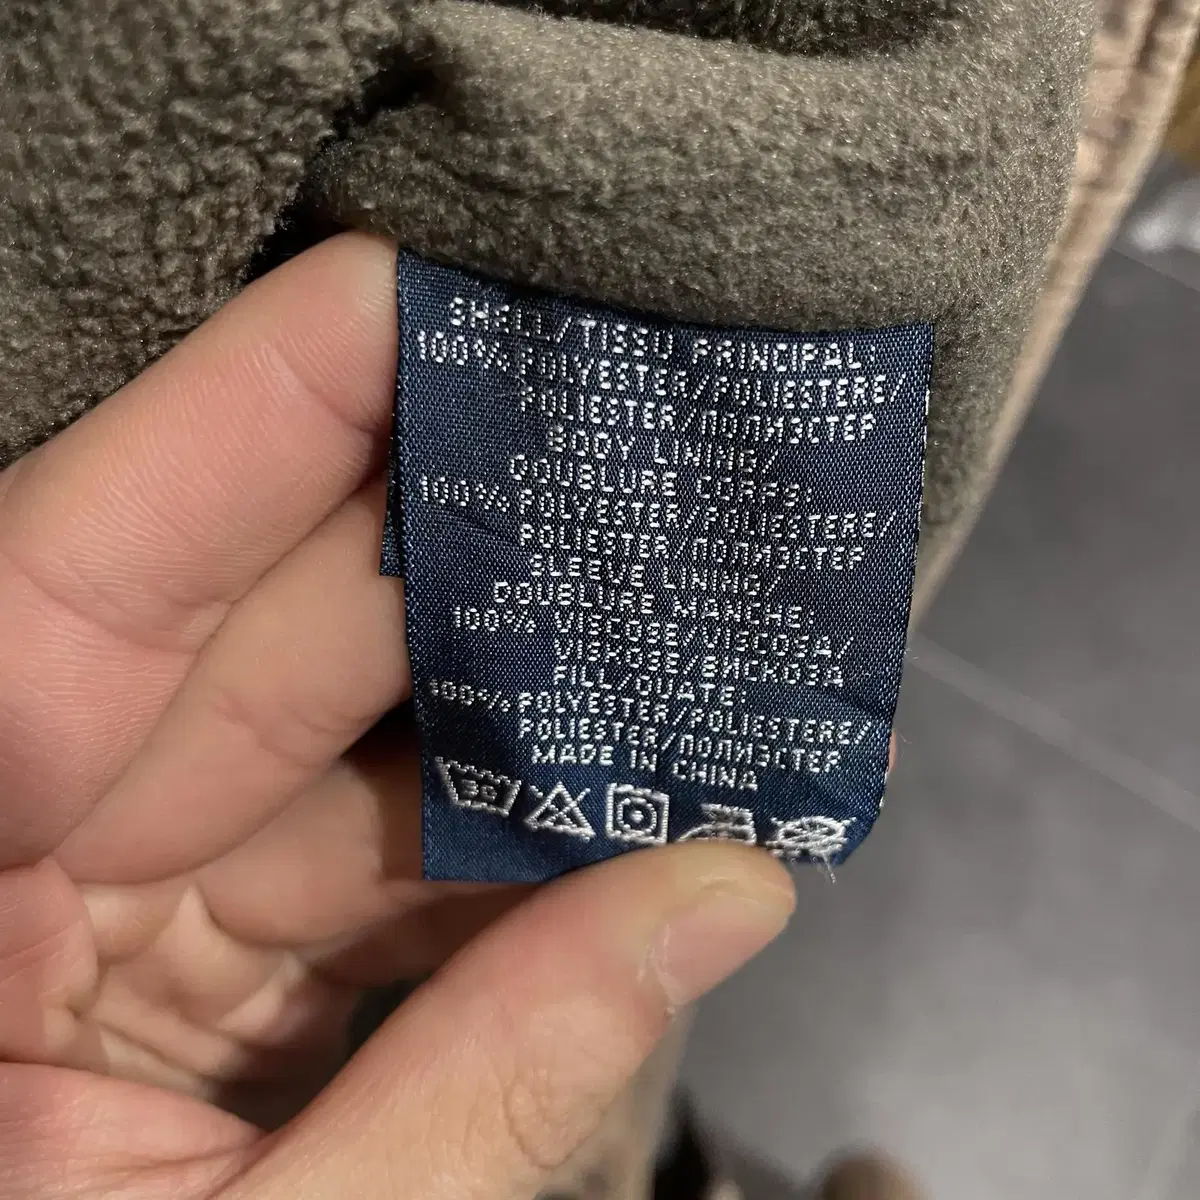 SHELL/TISSU PRINCIPAL:
100% POLYESTER/POLIESTERE/
POLIESTER/ПОЛИЭСТЕР
BODY LINING/
DOUBLURE CORPS:
100% POLYESTER/POLIESTERE/
POLIESTER/ПОЛИЭСТЕР
SLEEVE LINING/
DOUBLURE MANCHE
100% VISCOSE/VISCOSA/
VISKOSE/ВИСКОЗА
FILL/OUATE:
100% POLYESTER/POLIESTERE/
POLIESTER/ПОЛИЭСТЕР
MADE IN CHINA
30